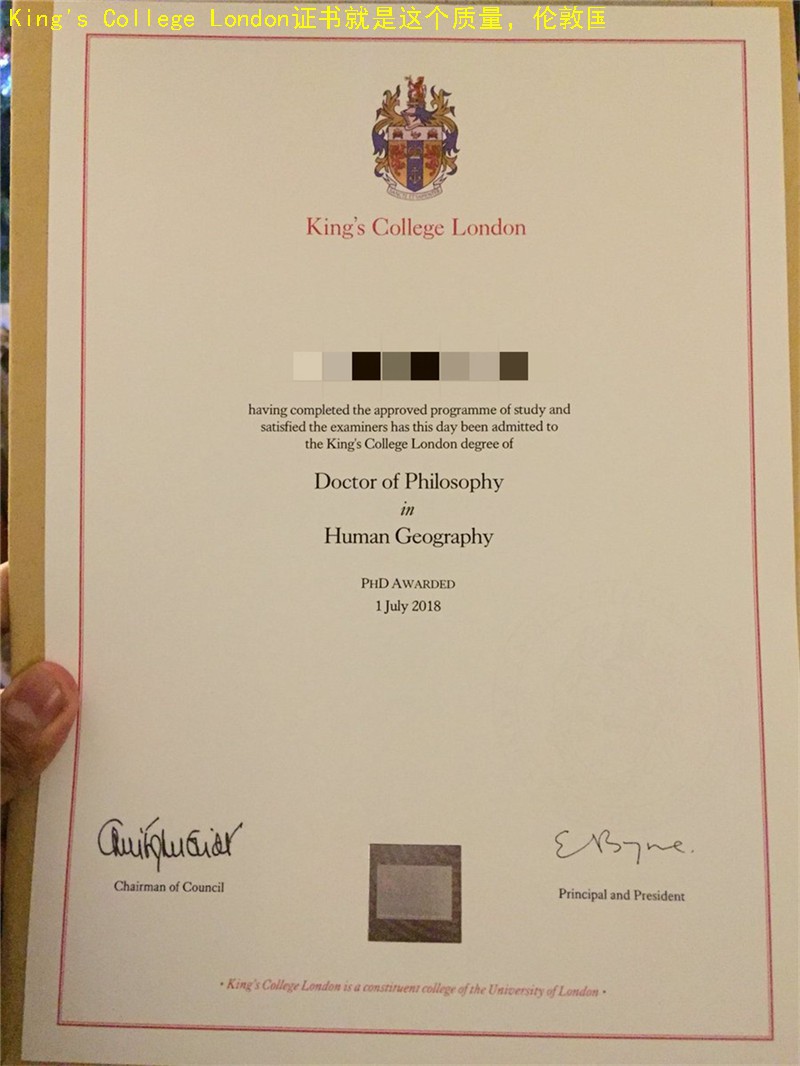 King's College London证书就是这个质量，伦敦国
King's College London
having completed the approved programme of study and
satisfied the examiners has this day been admitted to
the King's College London degree of
Doctor of Philosophy
in
Human Geography
PHD AWARDED
1 July 2018
Chairman of Council
E Byrne.
Principal and President
• King's College London is a constituent college of the University of London •